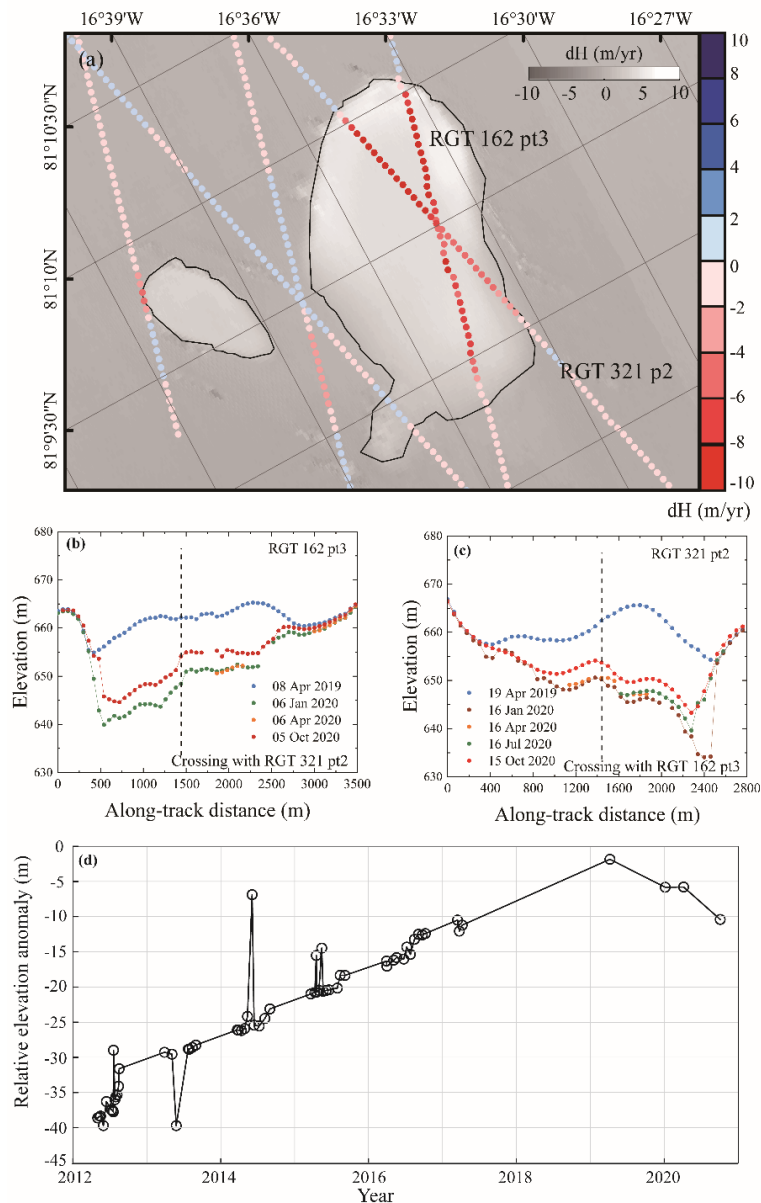 16°39'W 16°36'W 16°33'W 16°30'W 16°27'W
(a)
dH (m/yr)
-10 -5 0 5 10
RGT 162 pt3
RGT 321 p2
81°10'30"N
81°10'N
81°9'30"N
10
8
6
4
2
0
-2
-4
-6
-8
-10
dH (m/yr)
(b) RGT 162 pt3
680
670
665
660
650
640
630
Elevation (m)
08 Apr 2019
06 Jan 2020
06 Apr 2020
05 Oct 2020
Crossing with RGT 321 pt2
0 500 1000 1500 2000 2500 3000 3500
Along-track distance (m)
(c) RGT 321 pt2
680
670
660
650
640
630
Elevation (m)
19 Apr 2019
16 Jan 2020
16 Apr 2020
16 Jul 2020
15 Oct 2020
Crossing with RGT 162 pt3
0 400 800 1200 1600 2000 2400 2800
Along-track distance (m)
(d)
0
-5
-10
-15
-20
-25
-30
-35
-40
-45
Relative elevation anomaly (m)
2012 2014 2016 2018 2020
Year